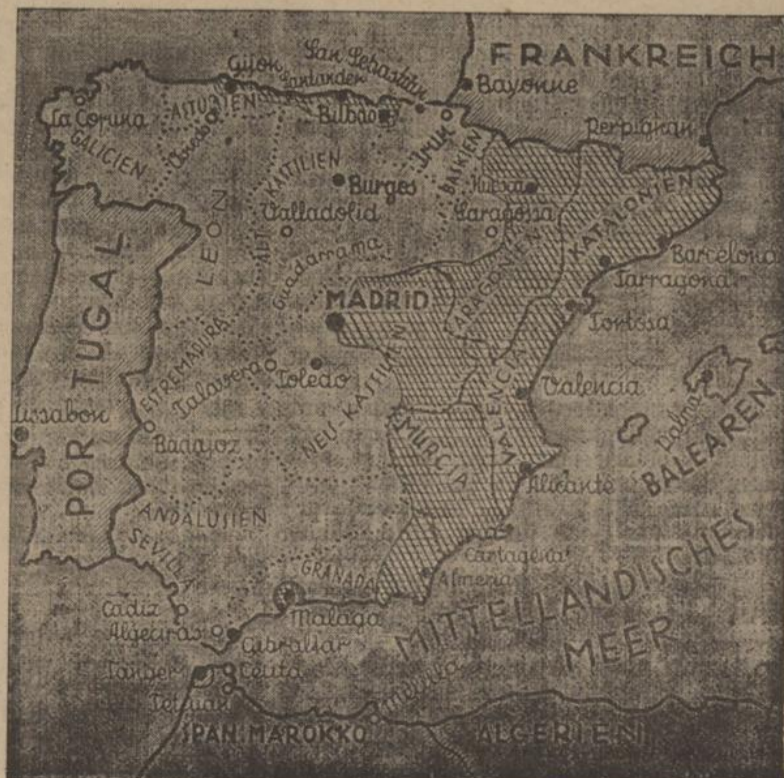 FRANKREICH
San Sebastian
Gijon
Santander
Bayonne
La Coruna
ASTURIEN
Oviedo
Bilbao
Irun
Perpignan
GALICIEN
BASKIEN
KASTILIEN
ALT
Burgos
Huesca
LEON
Valladolid
Saragossa
KATALONIEN
Guadarrama
Barcelona
Tarragona
MADRID
ARAGONIEN
Tortosa
PORTUGAL
ESTREMADURA
Talavera
Toledo
NEU-KASTILIEN
VALENCIA
Valencia
Palma
BALEAREN
Lissabon
Badajoz
MURCIA
Alicante
ANDALUSIEN
SEVILLA
GRANADA
Cartagena
Almeria
MITTELLANDISCHES
MEER
Cadiz
Malaga
Algeciras
Gibraltar
Tanger
Ceuta
Tetuan
Melilla
SPAN. MAROKKO
ALGERIEN